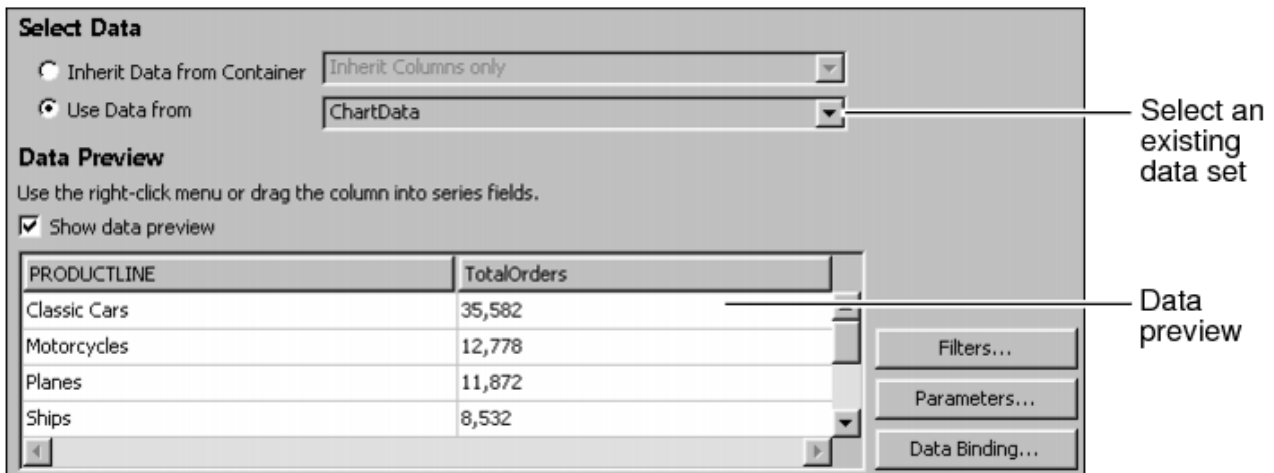 Select Data
Inherit Data from Container Inherit Columns only
Use Data from ChartData
Select an
existing
data set
Data Preview
Use the right-click menu or drag the column into series fields.
Show data preview
PRODUCTLINE TotalOrders
Classic Cars 35,582
Motorcycles 12,778
Planes 11,872
Ships 8,532
Data
preview
Filters...
Parameters...
Data Binding...